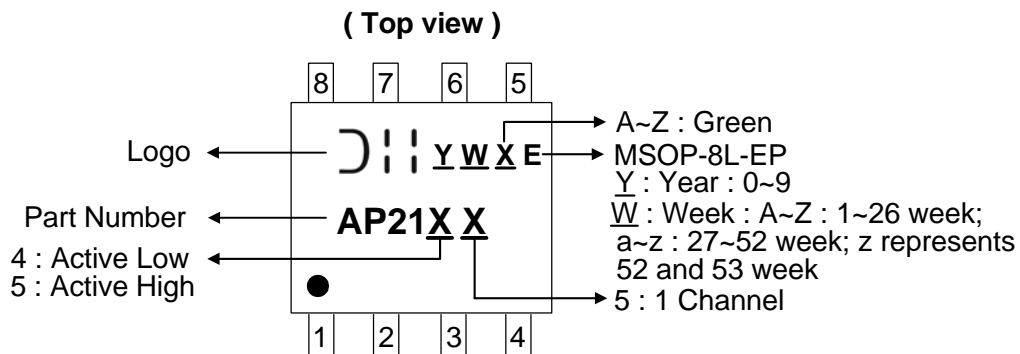 ( Top view )
8 7 6 5
Logo
Y W X E
A~Z : Green
MSOP-8L-EP
Y : Year : 0~9
W : Week : A~Z : 1~26 week;
a~z : 27~52 week; z represents
52 and 53 week
Part Number
AP21X X
4 : Active Low
5 : Active High
5 : 1 Channel
1 2 3 4